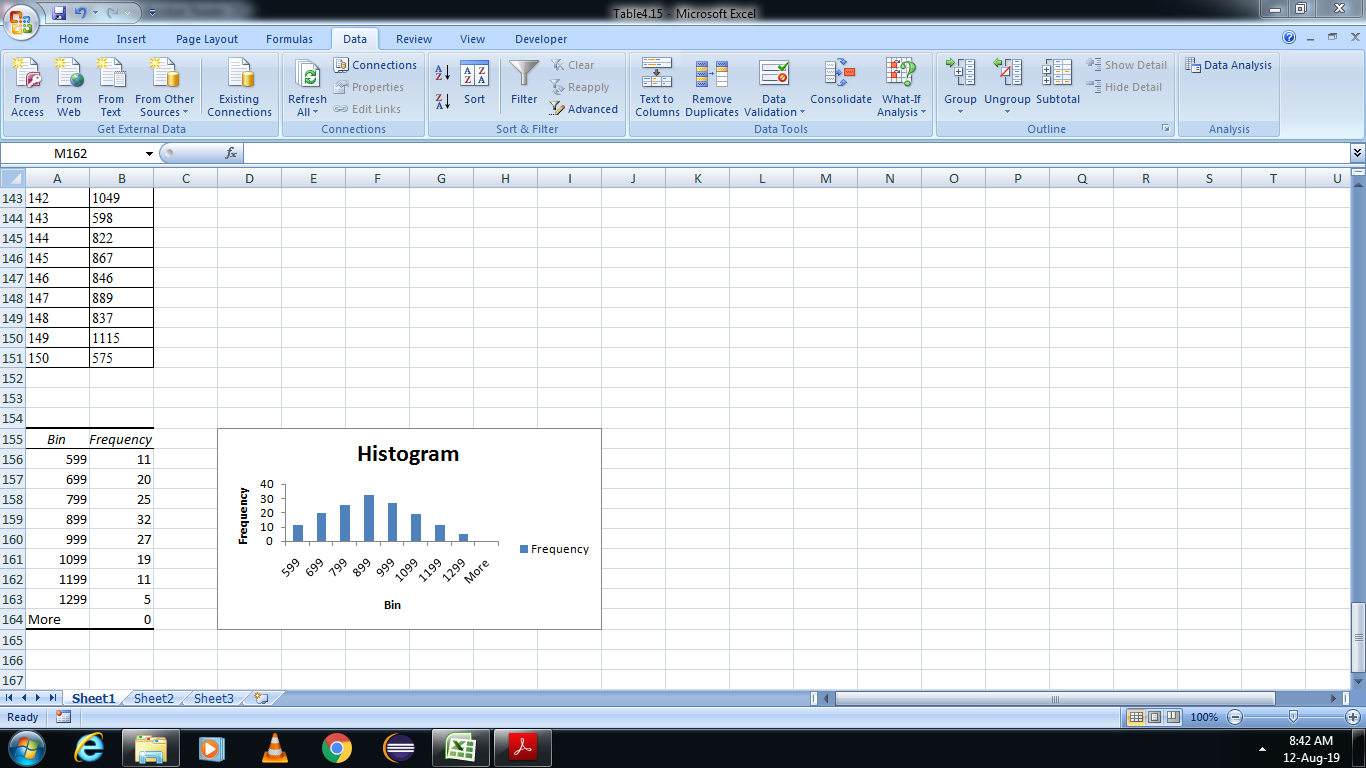 Table4.15 - Microsoft Excel
Home Insert Page Layout Formulas Data Review View Developer
From Access From Web From Text From Other Sources Existing Connections
Get External Data
Refresh All Connections Properties Edit Links
Connections
Sort Filter Clear Reapply Advanced
Sort & Filter
Text to Columns Remove Duplicates Data Validation Consolidate What-If Analysis
Data Tools
Group Ungroup Subtotal Show Detail Hide Detail
Outline
Data Analysis
Analysis
M162 fx
A B C D E F G H I J K L M N O P Q R S T U
143 142 1049
144 143 598
145 144 822
146 145 867
147 146 846
148 147 889
149 148 837
150 149 1115
151 150 575
152
153
154
155 Bin Frequency
156 599 11
157 699 20
158 799 25
159 899 32
160 999 27
161 1099 19
162 1199 11
163 1299 5
164 More 0
165
166
167
Histogram
Frequency
40
30
20
10
0
599 699 799 899 999 1099 1199 1299 More
Bin
Frequency
Sheet1 Sheet2 Sheet3
Ready 100%
8:42 AM
12-Aug-19